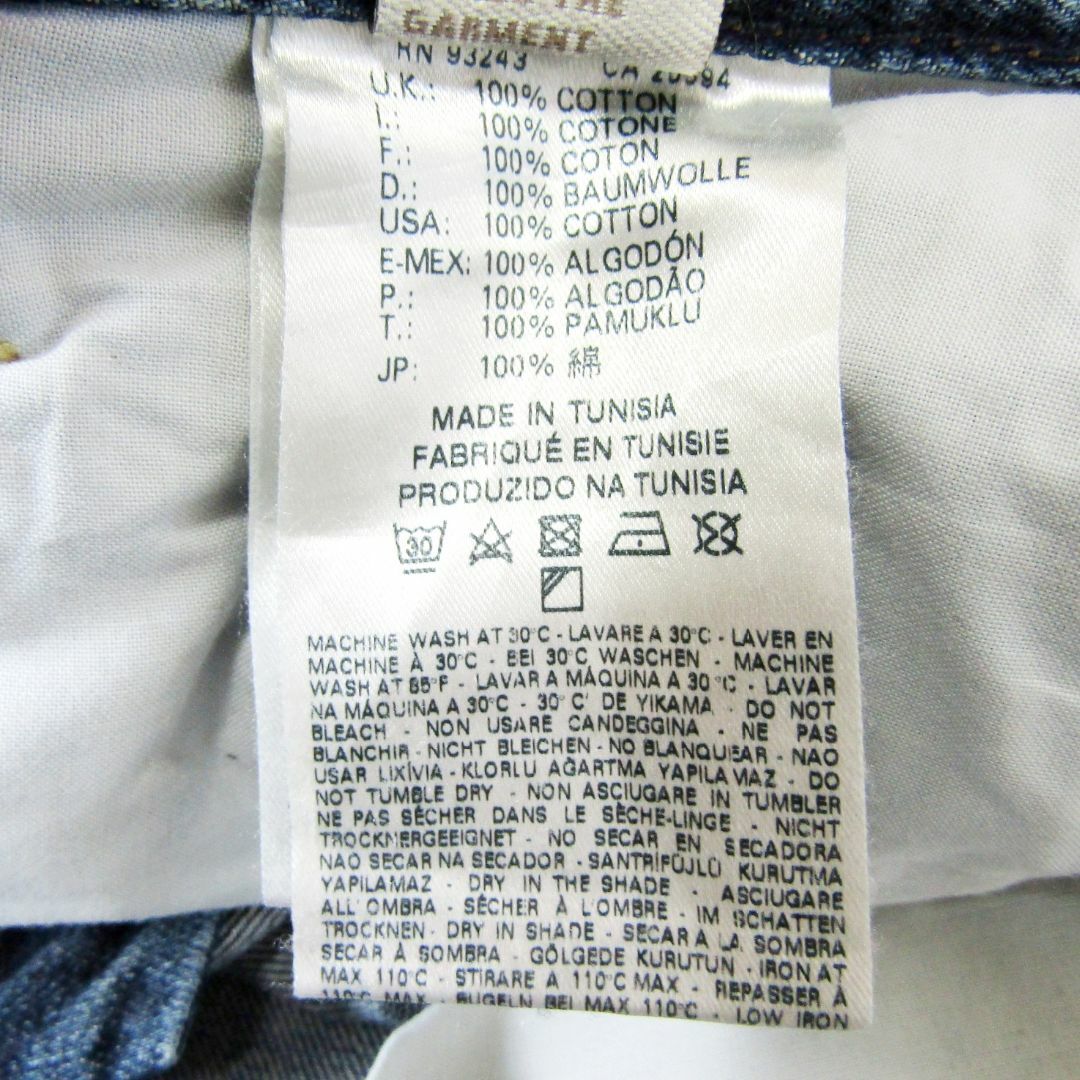 GARMENT
RN 93243 CA
U.K.: 100% COTTON
I.: 100% COTONE
F.: 100% COTON
D.: 100% BAUMWOLLE
USA: 100% COTTON
E-MEX: 100% ALGODÓN
P.: 100% ALGODÃO
T.: 100% PAMUKLU
JP: 100% 綿
MADE IN TUNISIA
FABRIQUÉ EN TUNISIE
PRODUZIDO NA TUNISIA
30
MACHINE WASH AT 30°C - LAVARE A 30°C - LAVER EN
MACHINE À 30°C - BEI 30°C WASCHEN - MACHINE
WASH AT 85°F - LAVAR A MÁQUINA A 30°C - LAVAR
NA MÁQUINA A 30°C - 30°C' DE YIKAMA - DO NOT
BLEACH - NON USARE CANDEGGINA - NE PAS
BLANCHIR - NICHT BLEICHEN - NO BLANQUEAR - NAO
USAR LIXÍVIA - KLORLU AĞARTMA YAPILAMAZ - DO
NOT TUMBLE DRY - NON ASCIUGARE IN TUMBLER
NE PAS SÉCHER DANS LE SÈCHE-LINGE - NICHT
TROCKNERGEEIGNET - NO SECAR EN SECADORA
NAO SECAR NA SECADOR - SANTRIFÜJLÜ KURUTMA
YAPILAMAZ - DRY IN THE SHADE - ASCIUGARE
ALL'OMBRA - SÉCHER À L'OMBRE - IM SCHATTEN
TROCKNEN - DRY IN SHADE - SECAR A LA SOMBRA
SECAR À SOMBRA - GÖLGEDE KURUTUN - IRON AT
MAX 110°C - STIRARE A 110°C MAX - REPASSER À
110°C MAX - BUGELN BEI MAX 110°C - LOW IRON